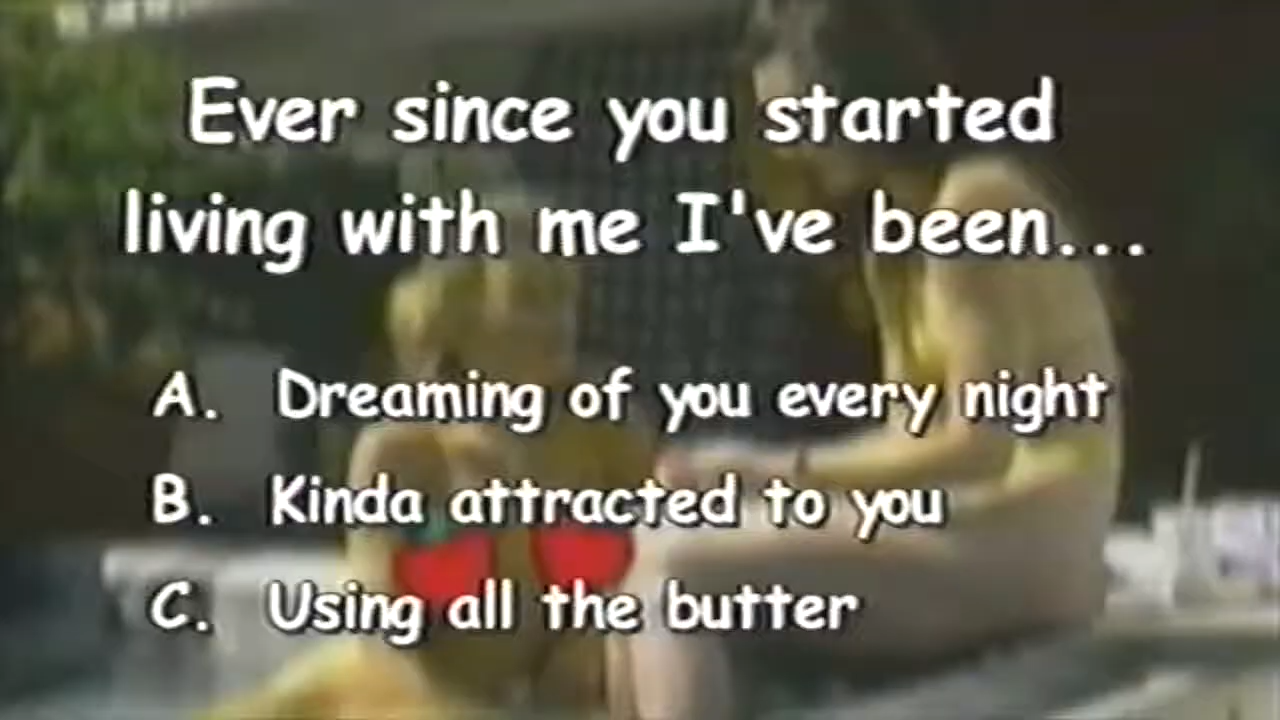 Ever since you started
living with me I've been...
A. Dreaming of you every night
B. Kinda attracted to you
C. Using all the butter